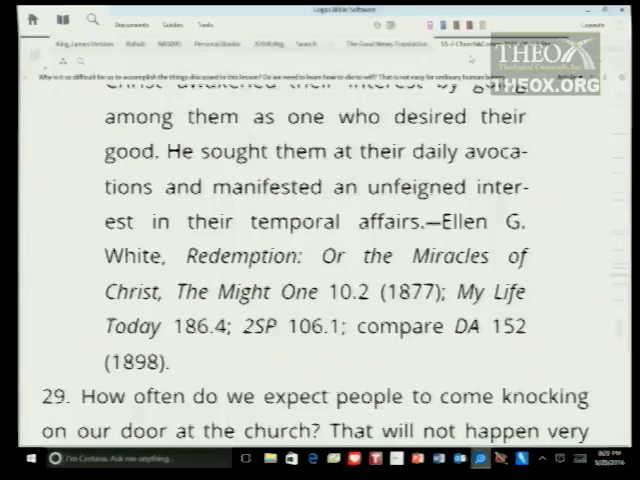 Logos Bible Software
Documents Guides Tools
Layouts
King James Version NASB95 Personal Books Search The Good News Translation
THEOX
THEOX.ORG
Why is it so difficult for us to accomplish the things discussed in this lesson? Do we need to learn how to die to self? That is not easy for ordinary human
Christ awakened their interest by going
among them as one who desired their
good. He sought them at their daily avoca-
tions and manifested an unfeigned inter-
est in their temporal affairs.—Ellen G.
White, Redemption: Or the Miracles of
Christ, The Might One 10.2 (1877); My Life
Today 186.4; 2SP 106.1; compare DA 152
(1898).
29. How often do we expect people to come knocking
on our door at the church? That will not happen very
I'm Cortana. Ask me anything.